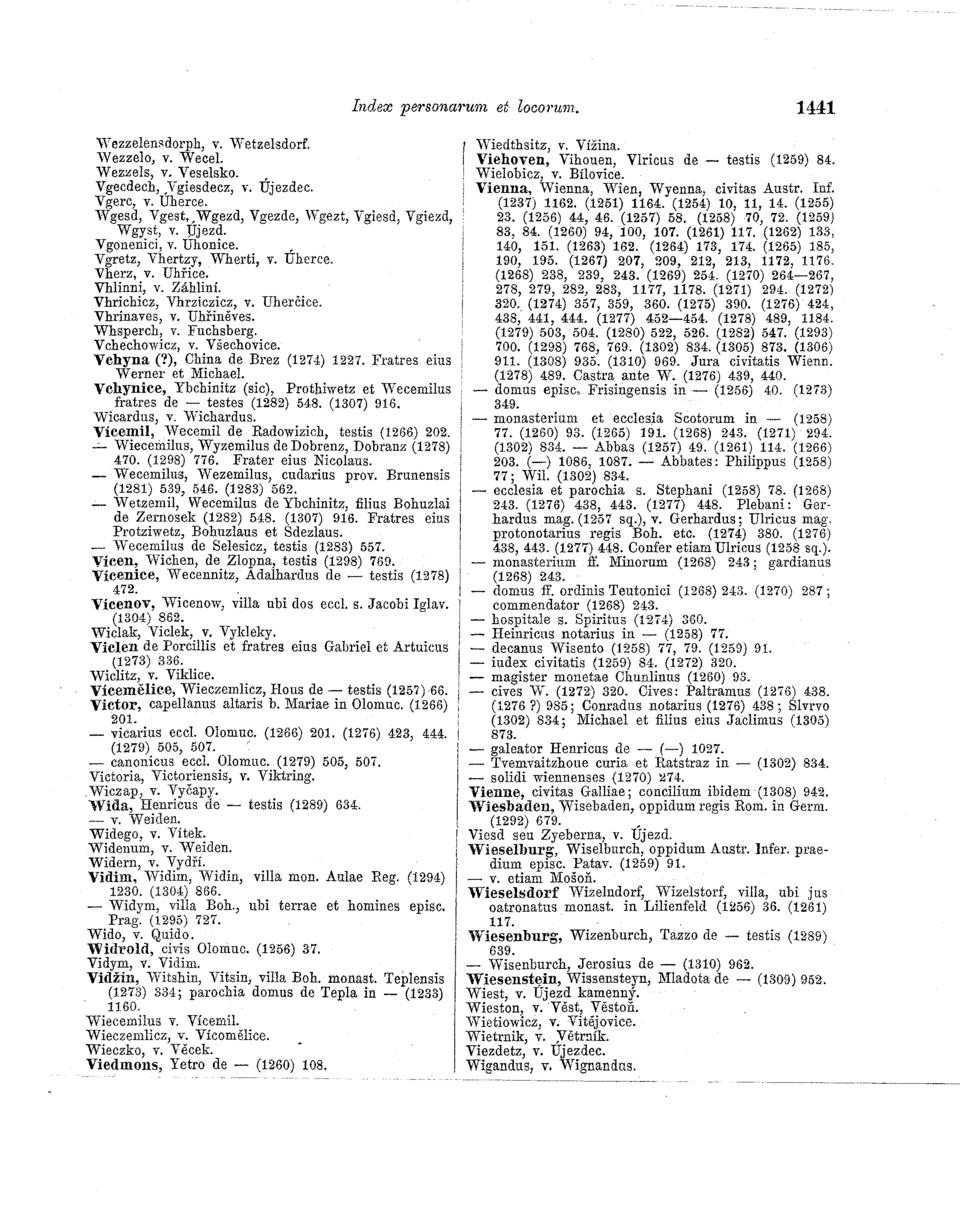 Index personarum et locorum. 1441
Wezzelensdorph, v. Wetzelsdorf.
Wezzelo, v. Wecel.
Wezzels, v. Veselsko.
Vgecdech, Vgiesdecz, v. Újezdec.
Vgerc, v. Úherce.
Wgesd, Vgest, Wgezd, Vgezde, Wgezt, Vgiesd, Vgiezd,
Wgyst, v. Újezd.
Vgonenici, v. Uhonice.
Vgretz, Vhertzy, Wherti, v. Úherce.
Vherz, v. Uhřice.
Vhlinni, v. Záhliní.
Vhrichicz, Vhrziczicz, v. Uherčice.
Vhrinaves, v. Uhřiněves.
Whsperch, v. Fuchsberg.
Vchechowicz, v. Všechovice.
Vchyna (?), China de Brez (1274) 1227. Fratres eius
Werner et Michael.
Vchynice, Ybchinitz (sic), Prothiwetz et Wecemilus
fratres de — testes (1282) 548. (1307) 916.
Wicardus, v. Wichardus.
Vícemil, Wecemil de Radowizich, testis (1266) 202.
— Wiecemilus, Wyzemilus de Dobrenz, Dobranz (1278)
470. (1298) 776. Frater eius Nicolaus.
— Wecemilus, Wezemilus, cudarius prov. Brunensis
(1281) 539, 546. (1283) 562.
— Wetzemil, Wecemilus de Ybchinitz, filius Bohuzlai
de Zernosek (1282) 548. (1307) 916. Fratres eius
Protziwetz, Bohuzlaus et Sdezlaus.
— Wecemilus de Selesicz, testis (1283) 557.
Vícen, Wichen, de Zlopna, testis (1298) 769.
Vícenice, Wecennitz, Adalhardus de — testis (1278)
472.
Vícenov, Wicenow, villa ubi dos eccl. s. Jacobi Iglav.
(1304) 862.
Wiclak, Viclek, v. Vykleky.
Viclen de Porcillis et fratres eius Gabriel et Artuicus
(1273) 336.
Wiclitz, v. Viklice.
Vícemělice, Wieczemlicz, Hous de — testis (1257) 66.
Victor, capellanus altaris b. Mariae in Olomuc. (1266)
201.
— vicarius eccl. Olomuc. (1266) 201. (1276) 423, 444.
(1279) 505, 507.
— canonicus eccl. Olomuc. (1279) 505, 507.
Victoria, Victoriensis, v. Viktring.
Wiczap, v. Vyčapy.
Wida, Henricus de — testis (1289) 634.
— v. Weiden.
Widego, v. Vítek.
Widenum, v. Weiden.
Widern, v. Vydří.
Vidim, Widim, Widin, villa mon. Aulae Reg. (1294)
1230. (1304) 866.
— Widym, villa Boh., ubi terrae et homines episc.
Prag. (1295) 727.
Wido, v. Quido.
Widrold, civis Olomuc. (1256) 37.
Vidym, v. Vidim.
Vidžín, Witshin, Vitsin, villa Boh. monast. Teplensis
(1273) 334; parochia domus de Tepla in — (1233)
1160.
Wiecemilus v. Vícemil.
Wieczemlicz, v. Vícomělice.
Wieczko, v. Věcek.
Viedmons, Yetro de — (1260) 108.
Wiedthsitz, v. Vížina.
Viehoven, Vihouen, Vlricus de — testis (1259) 84.
Wielobicz, v. Bílovice.
Vienna, Wienna, Wien, Wyenna, civitas Austr. Inf.
(1237) 1162. (1251) 1164. (1254) 10, 11, 14. (1255)
23. (1256) 44, 46. (1257) 58. (1258) 70, 72. (1259)
83, 84. (1260) 94, 100, 107. (1261) 117. (1262) 133,
140, 151. (1263) 162. (1264) 173, 174. (1265) 185,
190, 195. (1267) 207, 209, 212, 213, 1172, 1176.
(1268) 238, 239, 243. (1269) 254. (1270) 264—267,
278, 279, 282, 283, 1177, 1178. (1271) 294. (1272)
320. (1274) 357, 359, 360. (1275) 390. (1276) 424,
438, 441, 444. (1277) 452—454. (1278) 489, 1184.
(1279) 503, 504. (1280) 522, 526. (1282) 547. (1293)
700. (1298) 768, 769. (1302) 834. (1305) 873. (1306)
911. (1308) 935. (1310) 969. Jura civitatis Wienn.
(1278) 489. Castra ante W. (1276) 439, 440.
— domus episc. Frisingensis in — (1256) 40. (1273)
349.
— monasterium et ecclesia Scotorum in — (1258)
77. (1260) 93. (1265) 191. (1268) 243. (1271) 294.
(1302) 834. — Abbas (1257) 49. (1261) 114. (1266)
203. (—) 1086, 1087. — Abbates: Philippus (1258)
77; Wil. (1302) 834.
— ecclesia et parochia s. Stephani (1258) 78. (1268)
243. (1276) 438, 443. (1277) 448. Plebani: Ger-
hardus mag. (1257 sq.), v. Gerhardus; Ulricus mag.
protonotarius regis Boh. etc. (1274) 380. (1276)
438, 443. (1277) 448. Confer etiam Ulricus (1258 sq.).
— monasterium ff. Minorum (1268) 243; gardianus
(1268) 243.
— domus ff. ordinis Teutonici (1268) 243. (1270) 287;
commendator (1268) 243.
— hospitale s. Spiritus (1274) 360.
— Heinricus notarius in — (1258) 77.
— decanus Wisento (1258) 77, 79. (1259) 91.
— iudex civitatis (1259) 84. (1272) 320.
— magister monetae Chunlinus (1260) 93.
— cives W. (1272) 320. Cives: Paltramus (1276) 438.
(1276 ?) 985; Conradus notarius (1276) 438; Slvrvo
(1302) 834; Michael et filius eius Jaclimus (1305)
873.
— galeator Henricus de — (—) 1027.
— Tvemvaitzhoue curia et Ratstraz in — (1302) 834.
— solidi wiennenses (1270) 274.
Vienne, civitas Galliae; concilium ibidem (1308) 942.
Wiesbaden, Wisebaden, oppidum regis Rom. in Germ.
(1292) 679.
Viesd seu Zyeberna, v. Újezd.
Wieselburg, Wiselburch, oppidum Austr. Infer. prae-
dium episc. Patav. (1259) 91.
— v. etiam Mošoň.
Wieselsdorf Wizelndorf, Wizelstorf, villa, ubi jus
oatronatus monast. in Lilienfeld (1256) 36. (1261)
117.
Wiesenburg, Wizenburch, Tazzo de — testis (1289)
639.
— Wisenburch, Jerosius de — (1310) 962.
Wiesenstein, Wissensteyn, Mladota de — (1309) 952.
Wiest, v. Újezd kamenný.
Wieston, v. Věst, Věstoň.
Wietiowicz, v. Vitějovice.
Wietrnik, v. Větrník.
Viezdetz, v. Újezdec.
Wigandus, v. Wignandus.